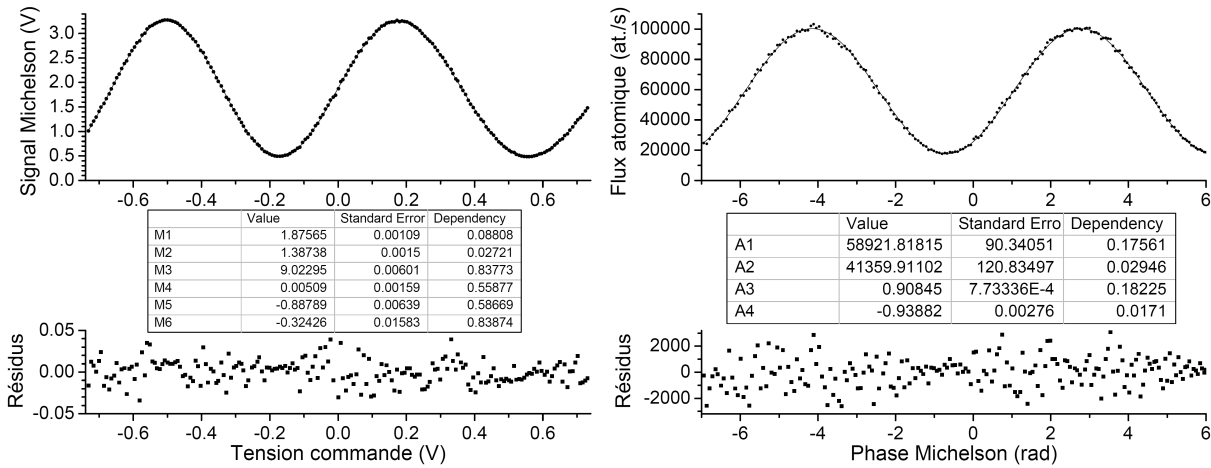 Signal Michelson (V)
3.0
2.5
2.0
1.5
1.0
0.5
0.0
-0.6 -0.4 -0.2 0.0 0.2 0.4 0.6
Value Standard Error Dependency
M1 1.87565 0.00109 0.08808
M2 1.38738 0.0015 0.02721
M3 9.02295 0.00601 0.83773
M4 0.00509 0.00159 0.55877
M5 -0.88789 0.00639 0.58669
M6 -0.32426 0.01583 0.83874
Résidus
0.05
0.00
-0.05
-0.6 -0.4 -0.2 0.0 0.2 0.4 0.6
Tension commande (V)
Flux atomique (at./s)
100000
80000
60000
40000
20000
0
-6 -4 -2 0 2 4 6
Value Standard Erro Dependency
A1 58921.81815 90.34051 0.17561
A2 41359.91102 120.83497 0.02946
A3 0.90845 7.73336E-4 0.18225
A4 -0.93882 0.00276 0.0171
Résidus
2000
0
-2000
-6 -4 -2 0 2 4 6
Phase Michelson (rad)